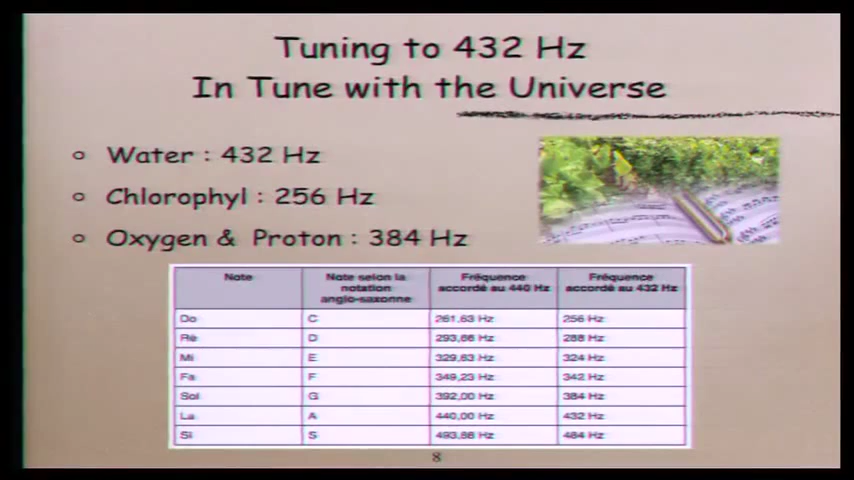 Tuning to 432 Hz
In Tune with the Universe
Water : 432 Hz
Chlorophyl : 256 Hz
Oxygen & Proton : 384 Hz
Note | Note selon la notation anglo-saxonne | Fréquence accordé au 440 Hz | Fréquence accordé au 432 Hz
Do | C | 261,63 Hz | 256 Hz
Ré | D | 293,66 Hz | 288 Hz
Mi | E | 329,63 Hz | 324 Hz
Fa | F | 349,23 Hz | 342 Hz
Sol | G | 392,00 Hz | 384 Hz
La | A | 440,00 Hz | 432 Hz
Si | S | 493,88 Hz | 484 Hz
8